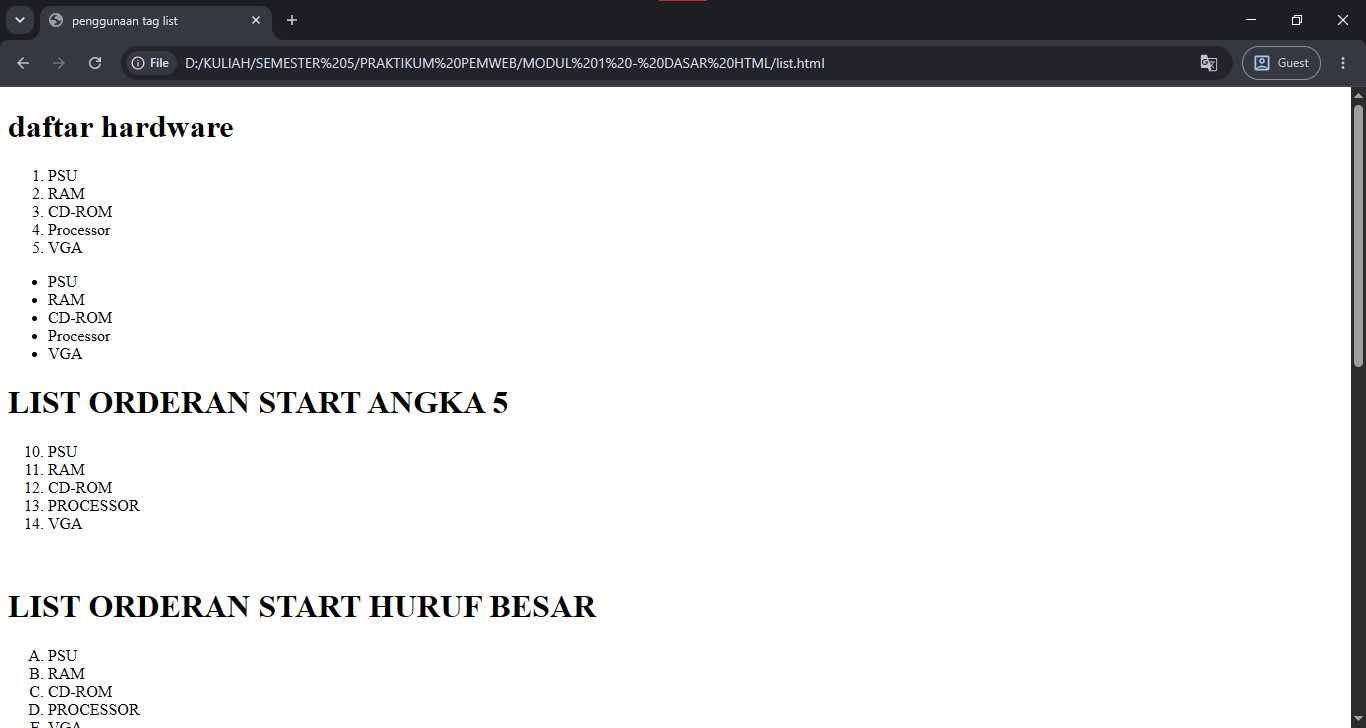 penggunaan tag list
File D:/KULIAH/SEMESTER%205/PRAKTIKUM%20PEMWEB/MODUL%201%20-%20DASAR%20HTML/list.html Guest
daftar hardware
1. PSU
2. RAM
3. CD-ROM
4. Processor
5. VGA
• PSU
• RAM
• CD-ROM
• Processor
• VGA
LIST ORDERAN START ANGKA 5
10. PSU
11. RAM
12. CD-ROM
13. PROCESSOR
14. VGA
LIST ORDERAN START HURUF BESAR
A. PSU
B. RAM
C. CD-ROM
D. PROCESSOR
E. VGA